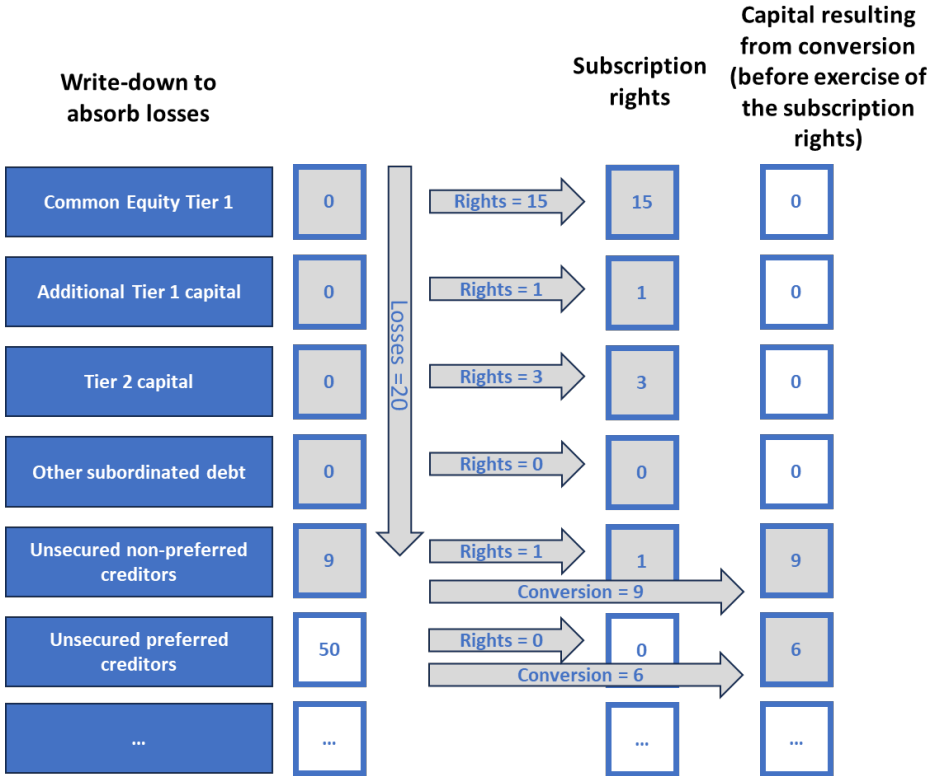 Write-down to
absorb losses
Subscription
rights
Capital resulting
from conversion
(before exercise of
the subscription
rights)
Common Equity Tier 1
0
Rights = 15
15
0
Additional Tier 1 capital
0
Rights = 1
1
0
Losses =20
Tier 2 capital
0
Rights = 3
3
0
Other subordinated debt
0
Rights = 0
0
0
Unsecured non-preferred
creditors
9
Rights = 1
1
9
Conversion = 9
Unsecured preferred
creditors
50
Rights = 0
0
6
Conversion = 6
...
...
...
...